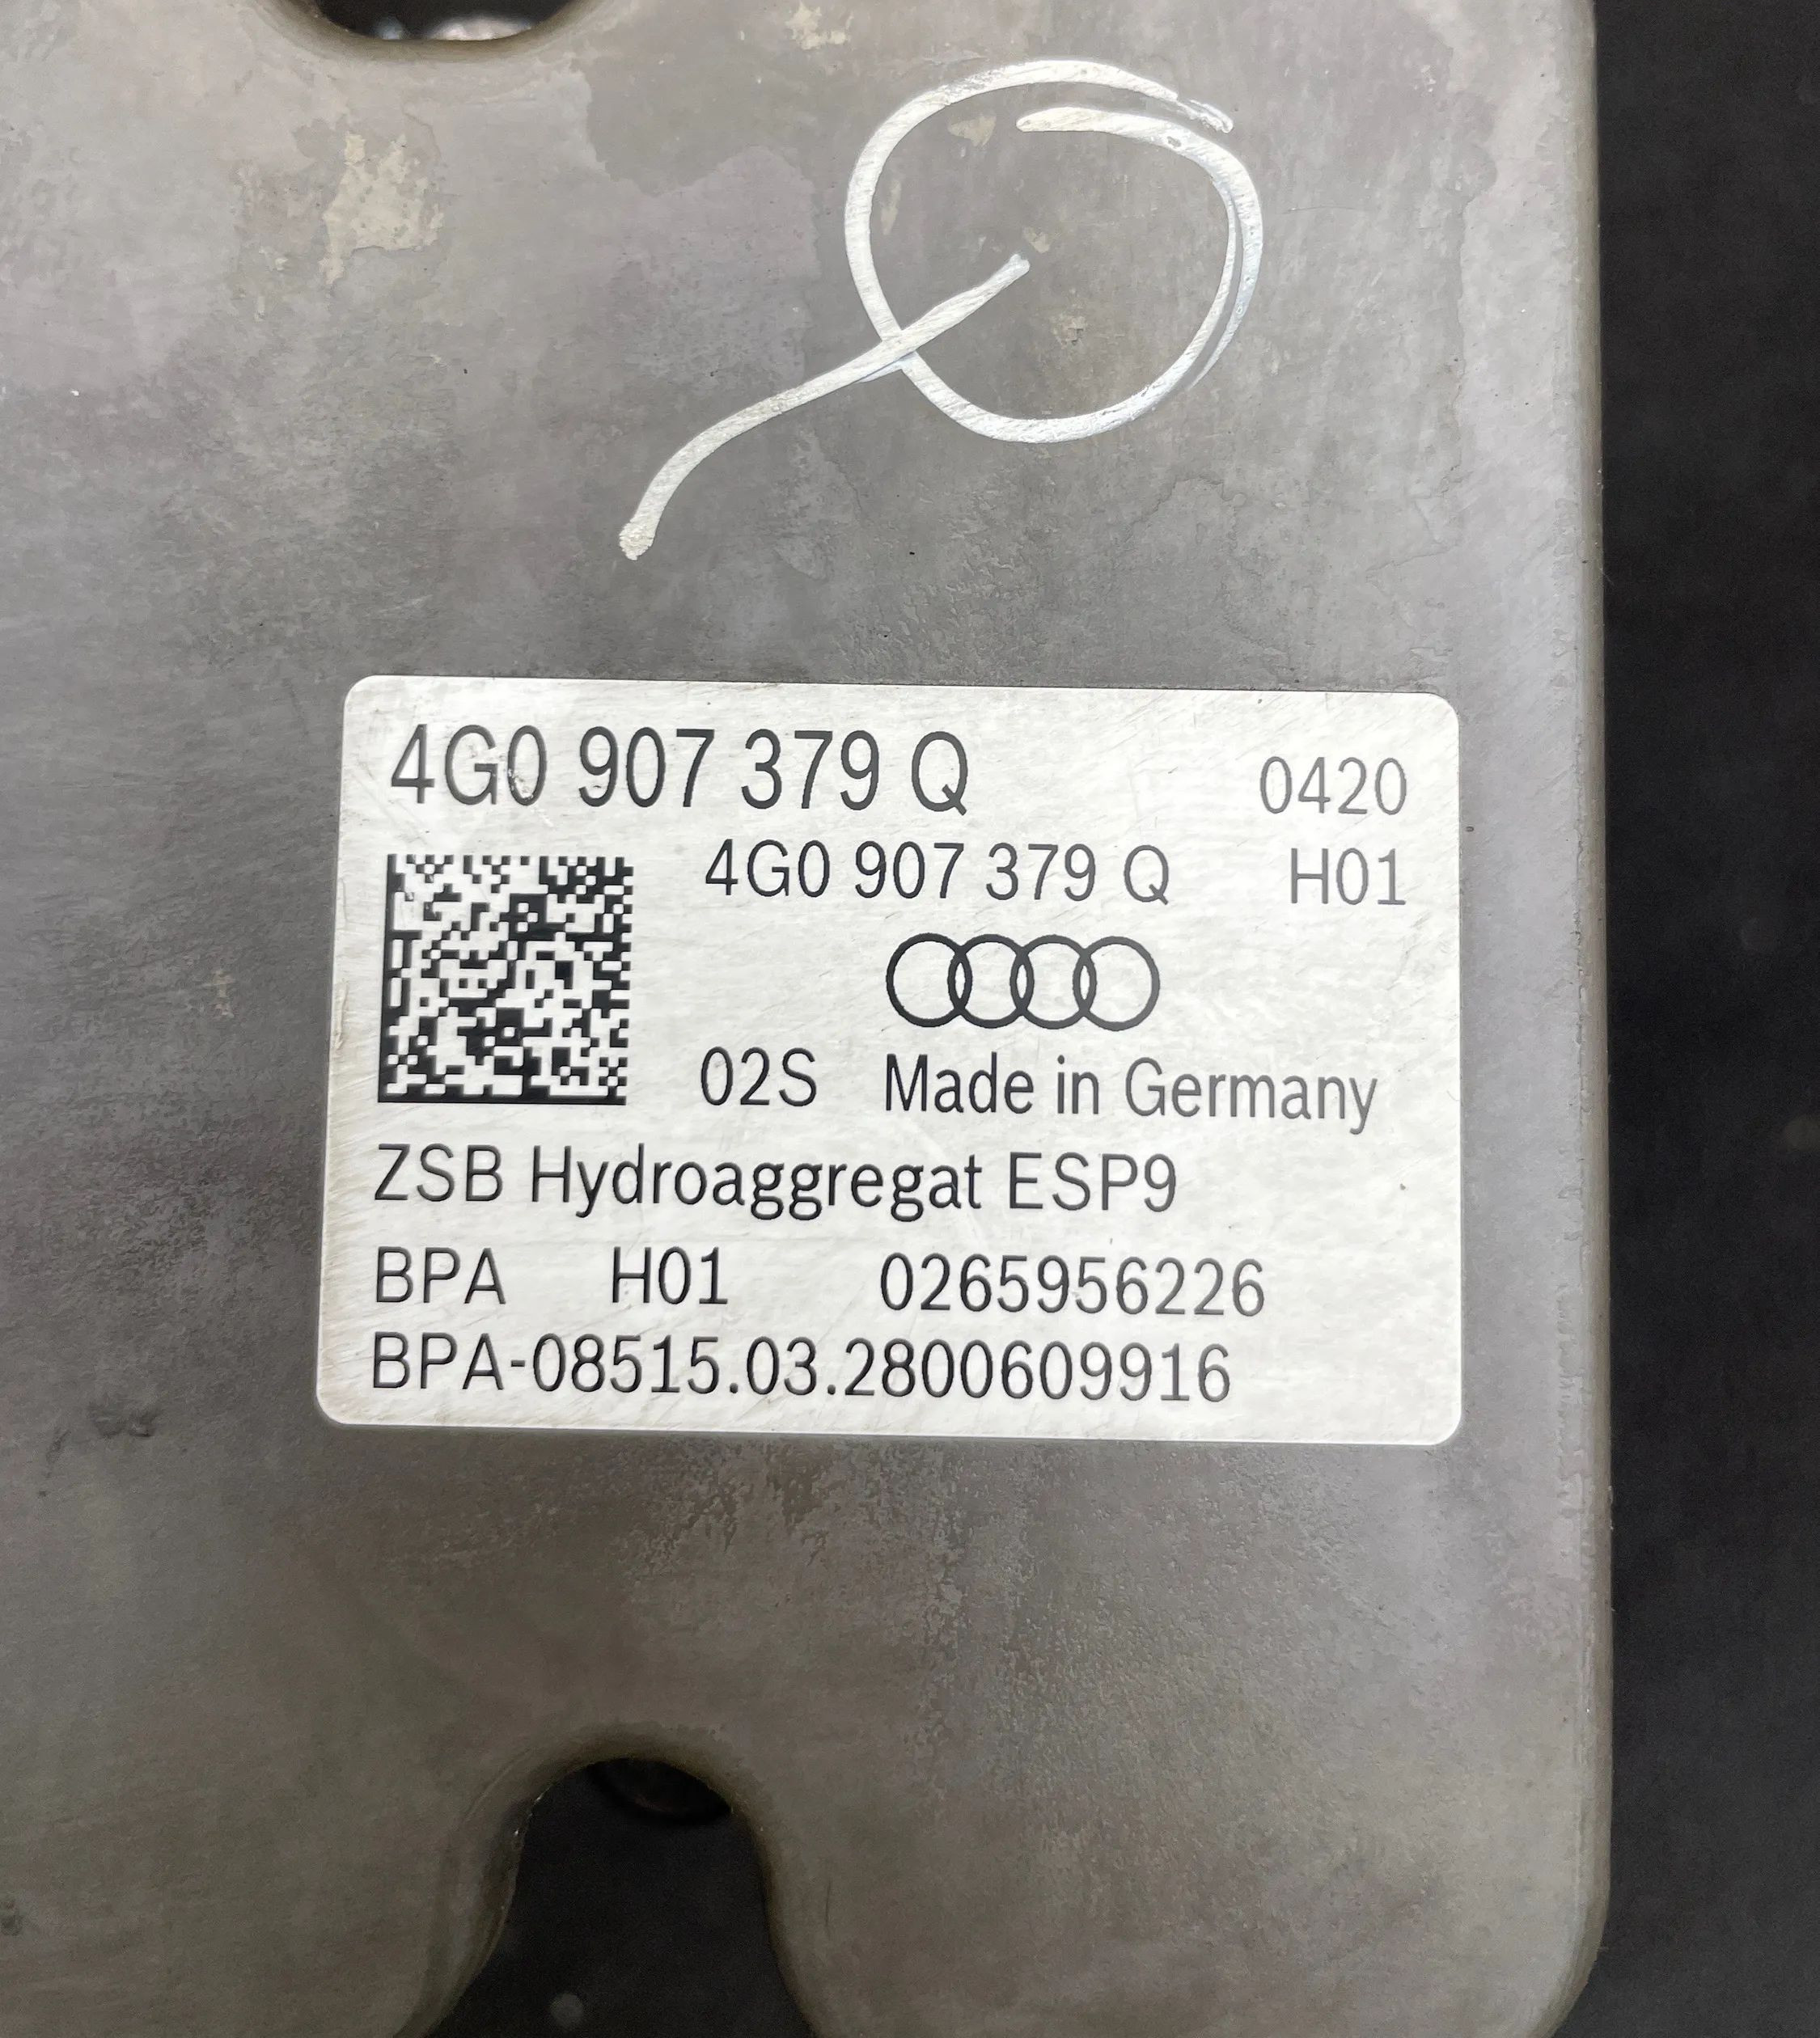 4G0 907 379 Q 0420
4G0 907 379 Q H01
02S Made in Germany
ZSB Hydroaggregat ESP9
BPA H01 0265956226
BPA-08515.03.2800609916